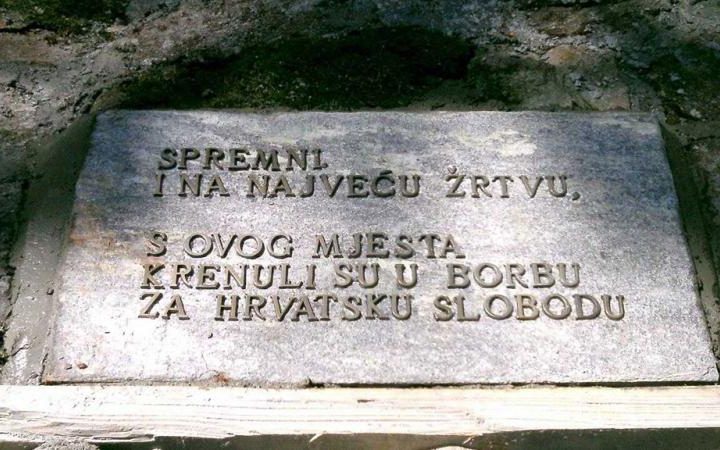 SPREMNI
I NA NAJVEĆU ŽRTVU,
S OVOG MJESTA
KRENULI SU U BORBU
ZA HRVATSKU SLOBODU